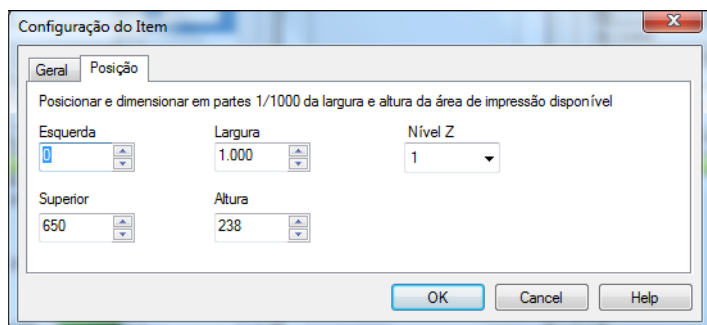 Configuração do Item
Geral Posição
Posicionar e dimensionar em partes 1/1000 da largura e altura da área de impressão disponível
Esquerda Largura Nível Z
0 1.000 1
Superior Altura
650 238
OK Cancel Help